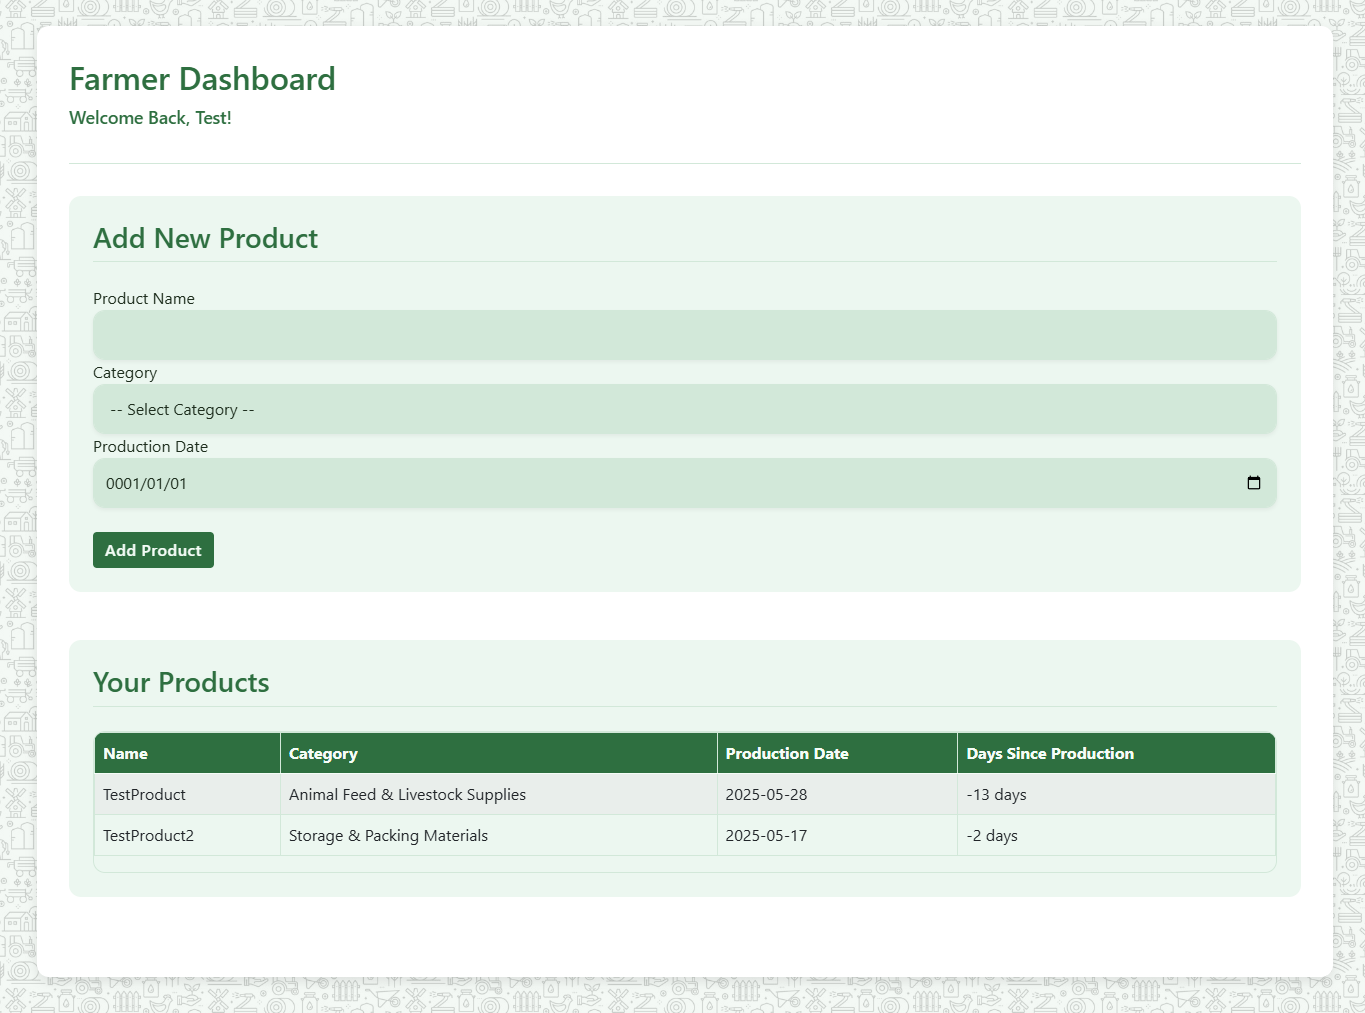 Farmer Dashboard
Welcome Back, Test!
Add New Product
Product Name
Category
-- Select Category --
Production Date
0001/01/01
Add Product
Your Products
Name Category Production Date Days Since Production
TestProduct Animal Feed & Livestock Supplies 2025-05-28 -13 days
TestProduct2 Storage & Packing Materials 2025-05-17 -2 days